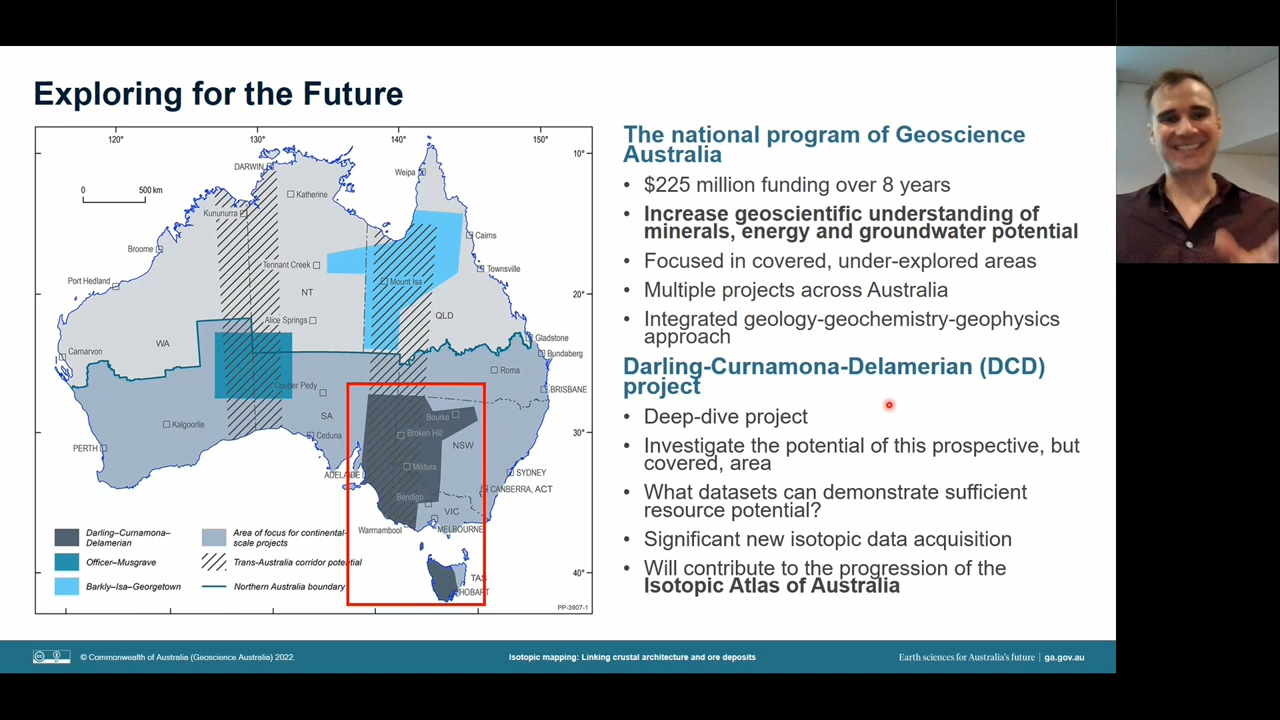 Exploring for the Future
120°
130°
140°
150°
10°
20°
30°
40°
0
500 km
DARWIN
Katherine
Weipa
Kununurra
Broome
Cairns
Tennant Creek
Townsville
Port Hedland
Mount Isa
NT
Alice Springs
QLD
WA
Gladstone
Carnarvon
Bundaberg
Roma
Coober Pedy
BRISBANE
SA
Bourke
Kalgoorlie
Ceduna
Broken Hill
NSW
PERTH
ADELAIDE
Mildura
SYDNEY
CANBERRA, ACT
Bendigo
VIC
Warrnambool
MELBOURNE
TAS
HOBART
Darling–Curnamona–
Delamerian
Area of focus for continental-
scale projects
Officer–Musgrave
Trans-Australia corridor potential
Barkly–Isa–Georgetown
Northern Australia boundary
PP-3907-1
The national program of Geoscience
Australia
• $225 million funding over 8 years
• Increase geoscientific understanding of
minerals, energy and groundwater potential
• Focused in covered, under-explored areas
• Multiple projects across Australia
• Integrated geology-geochemistry-geophysics
approach
Darling-Curnamona-Delamerian (DCD)
project
• Deep-dive project
• Investigate the potential of this prospective, but
covered, area
• What datasets can demonstrate sufficient
resource potential?
• Significant new isotopic data acquisition
• Will contribute to the progression of the
Isotopic Atlas of Australia
© Commonwealth of Australia (Geoscience Australia) 2022.
Isotopic mapping: Linking crustal architecture and ore deposits
Earth sciences for Australia's future | ga.gov.au